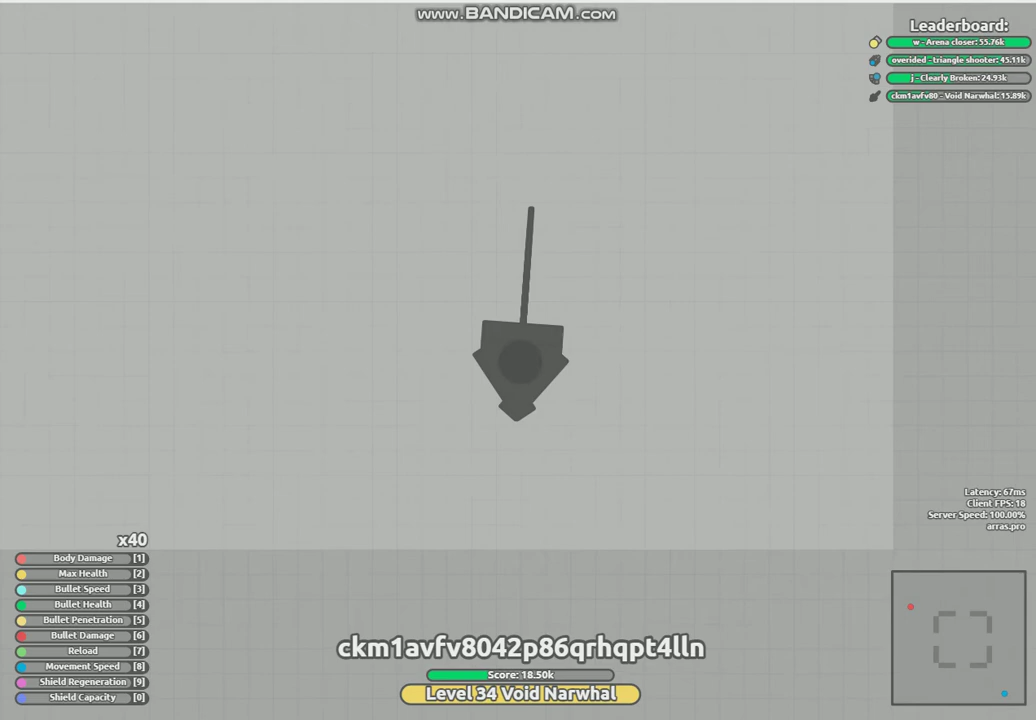 www.BANDICAM.com
Leaderboard:
w - Arena closer: 55.76k
overided - triangle shooter: 45.11k
j - Clearly Broken: 24.93k
ckm1avfv80 - Void Narwhal: 15.89k
Latency: 67ms
Client FPS: 18
Server Speed: 100.00%
arras.pro
x40
Body Damage [1]
Max Health [2]
Bullet Speed [3]
Bullet Health [4]
Bullet Penetration [5]
Bullet Damage [6]
Reload [7]
Movement Speed [8]
Shield Regeneration [9]
Shield Capacity [0]
ckm1avfv8042p86qrhqpt4lln
Score: 18.50k
Level 34 Void Narwhal